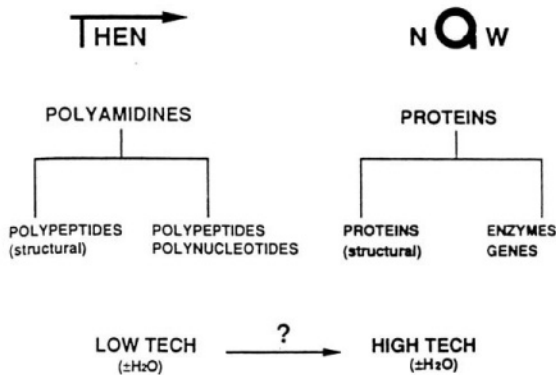 THEN
NOW
POLYAMIDINES
PROTEINS
POLYPEPTIDES
(structural)
POLYPEPTIDES
POLYNUCLEOTIDES
PROTEINS
(structural)
ENZYMES
GENES
?
LOW TECH
(±H₂O)
HIGH TECH
(±H₂O)